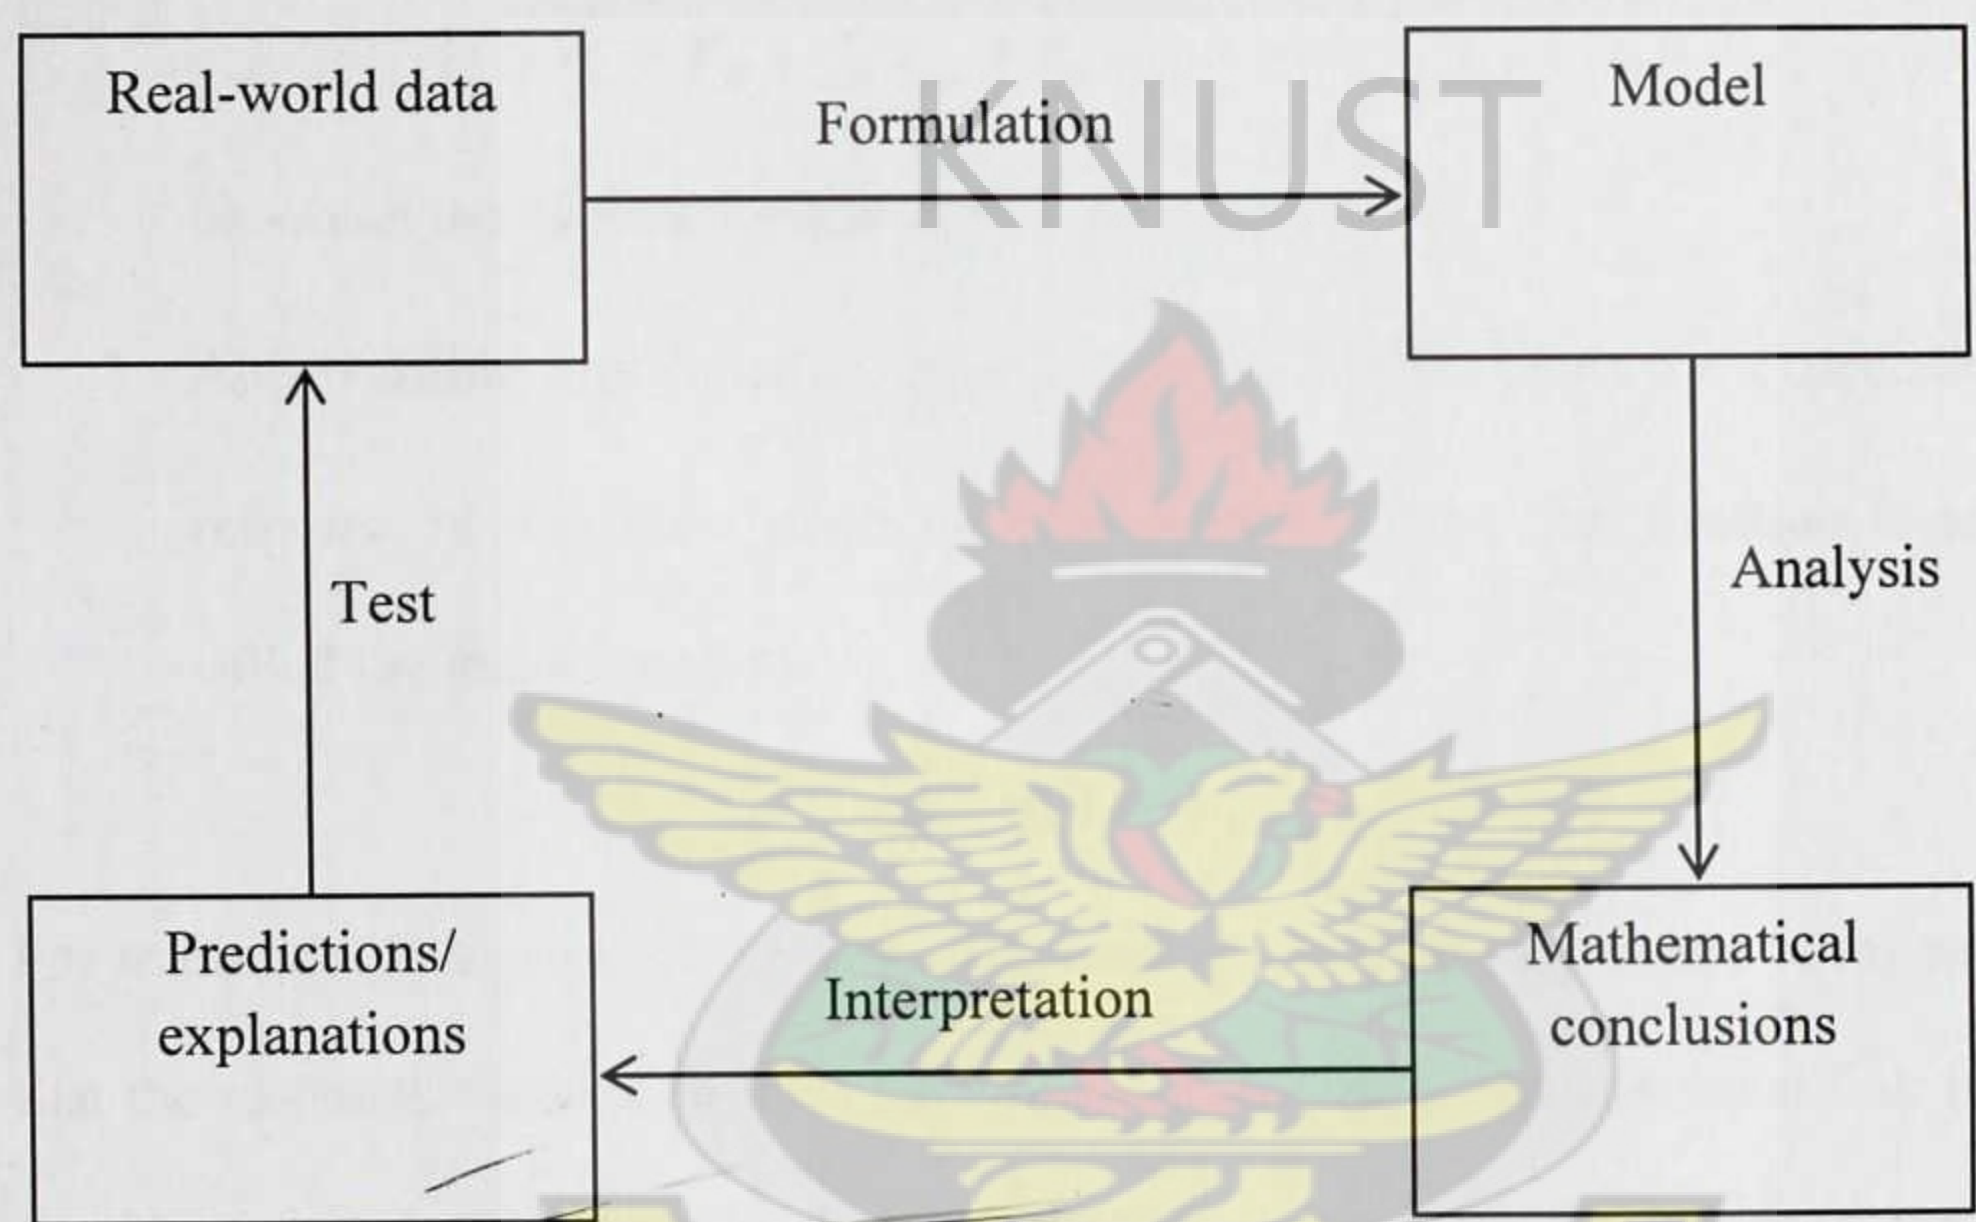 Real-world data
Formulation
KNUST
Model
Test
Analysis
Predictions/
explanations
Interpretation
Mathematical
conclusions